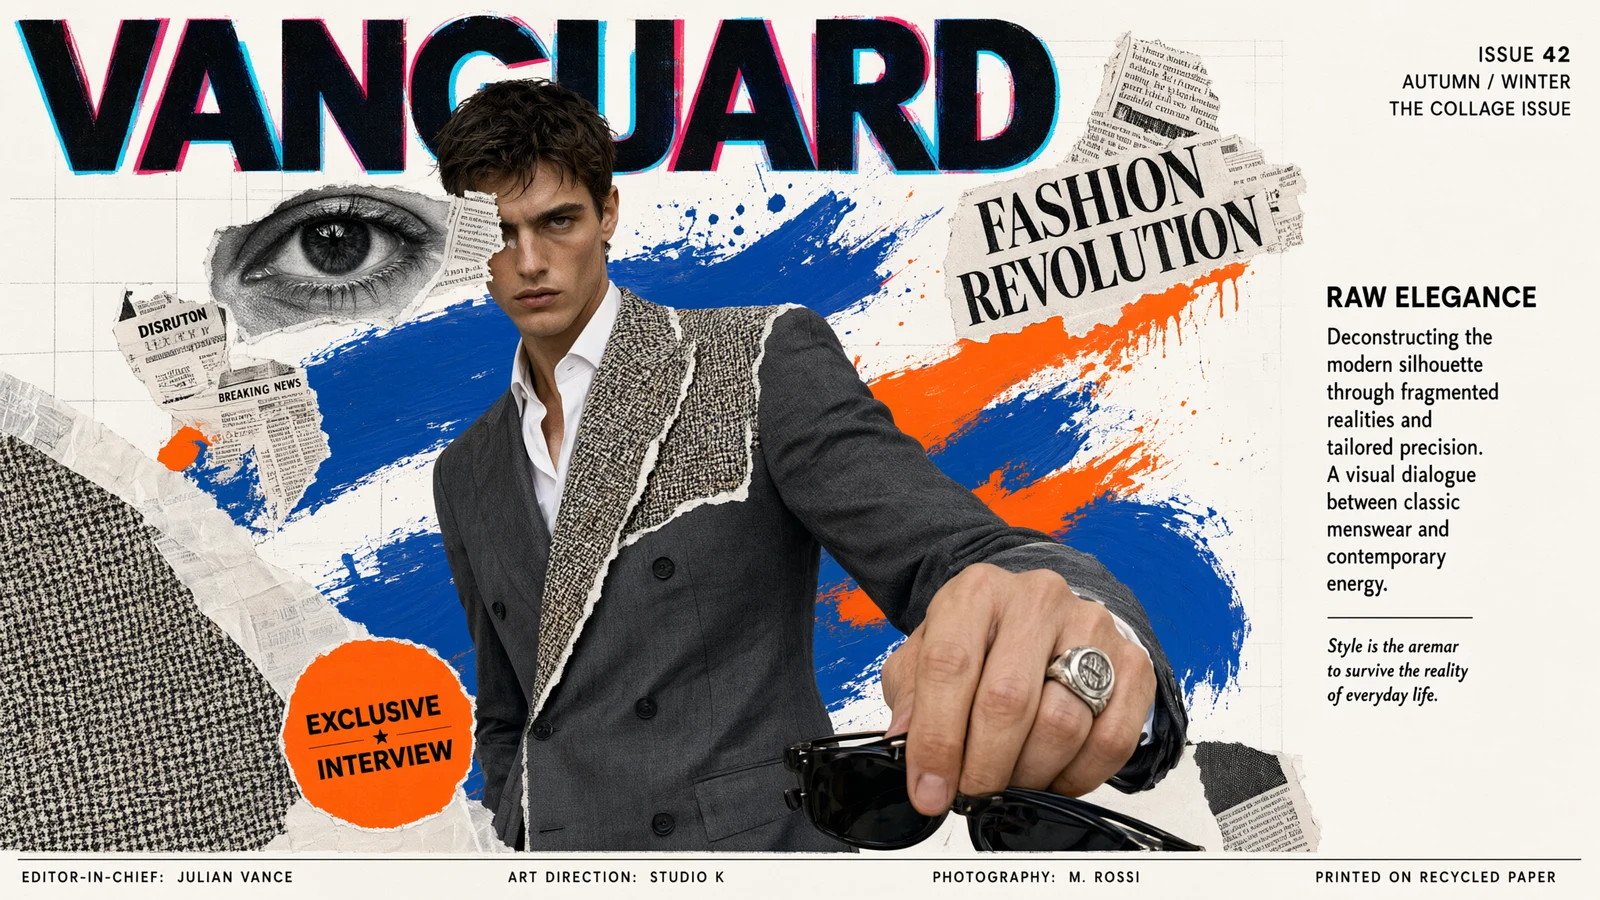 VANGUARD
ISSUE 42
AUTUMN / WINTER
THE COLLAGE ISSUE
FASHION
REVOLUTION
DISRUTON
BREAKING NEWS
RAW ELEGANCE
Deconstructing the
modern silhouette
through fragmented
realities and
tailored precision.
A visual dialogue
between classic
menswear and
contemporary
energy.
Style is the aremar
to survive the reality
of everyday life.
EXCLUSIVE
★
INTERVIEW
EDITOR-IN-CHIEF: JULIAN VANCE
ART DIRECTION: STUDIO K
PHOTOGRAPHY: M. ROSSI
PRINTED ON RECYCLED PAPER